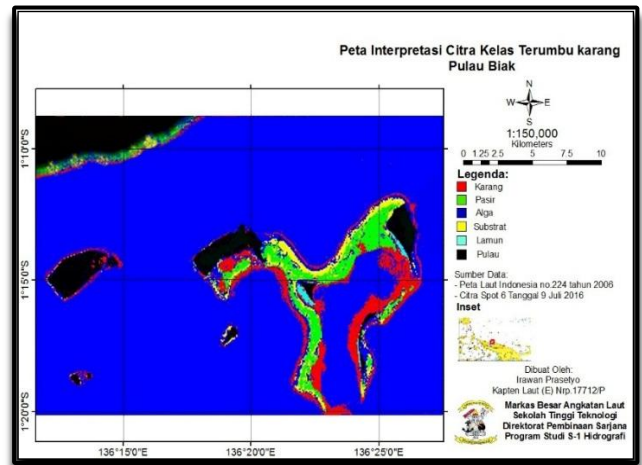 Peta Interpretasi Citra Kelas Terumbu karang
Pulau Biak
N
W E
S
1:150,000
Kilometers
0 1.25 2.5 5 7.5 10
Legenda:
Karang
Pasir
Alga
Substrat
Lamun
Pulau
Sumber Data:
- Peta Laut Indonesia no.224 tahun 2006
- Citra Spot 6 Tanggal 9 Juli 2016
Inset
Dibuat Oleh:
Irawan Prasetyo
Kapten Laut (E) Nrp.17712/P
Markas Besar Angkatan Laut
Sekolah Tinggi Teknologi
Direktorat Pembinaan Sarjana
Program Studi S-1 Hidrografi
1°10'0"S
1°15'0"S
1°20'0"S
136°15'0"E 136°20'0"E 136°25'0"E